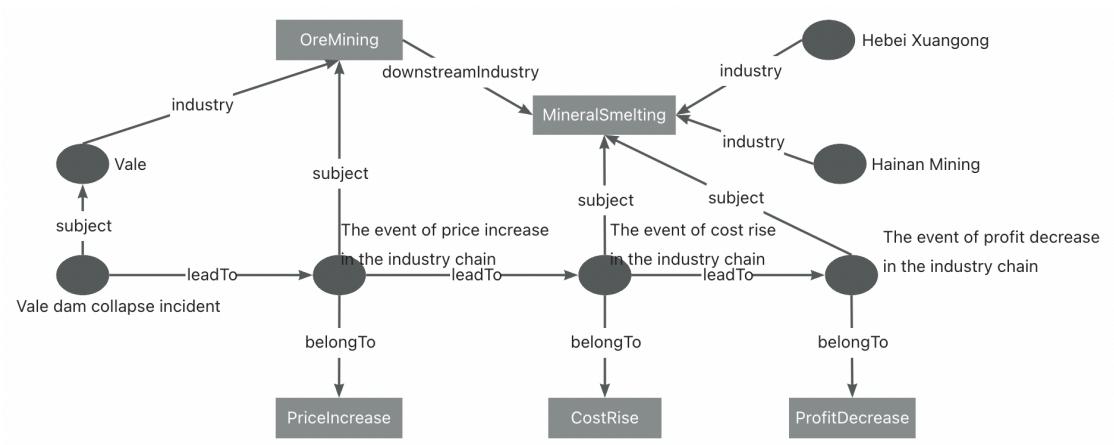 OreMining
Hebei Xuangong
downstreamIndustry
industry
industry
MineralSmelting
industry
Vale
Hainan Mining
subject
subject
subject
subject
The event of price increase
in the industry chain
The event of cost rise
in the industry chain
The event of profit decrease
in the industry chain
leadTo
leadTo
leadTo
Vale dam collapse incident
belongTo
belongTo
belongTo
PriceIncrease
CostRise
ProfitDecrease